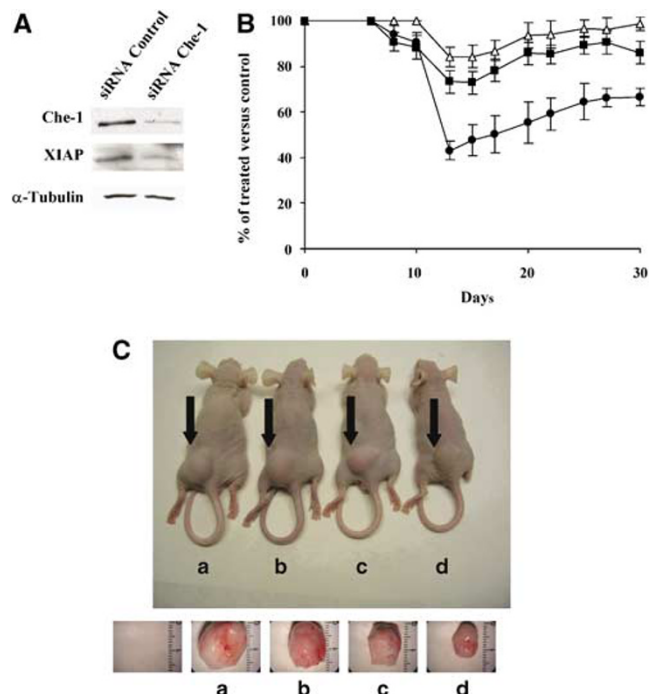 A
siRNA Control
siRNA Che-1
Che-1
XIAP
α-Tubulin
B
% of treated versus control
100
80
60
40
20
0
0 10 20 30
Days
C
a b c d
a b c d